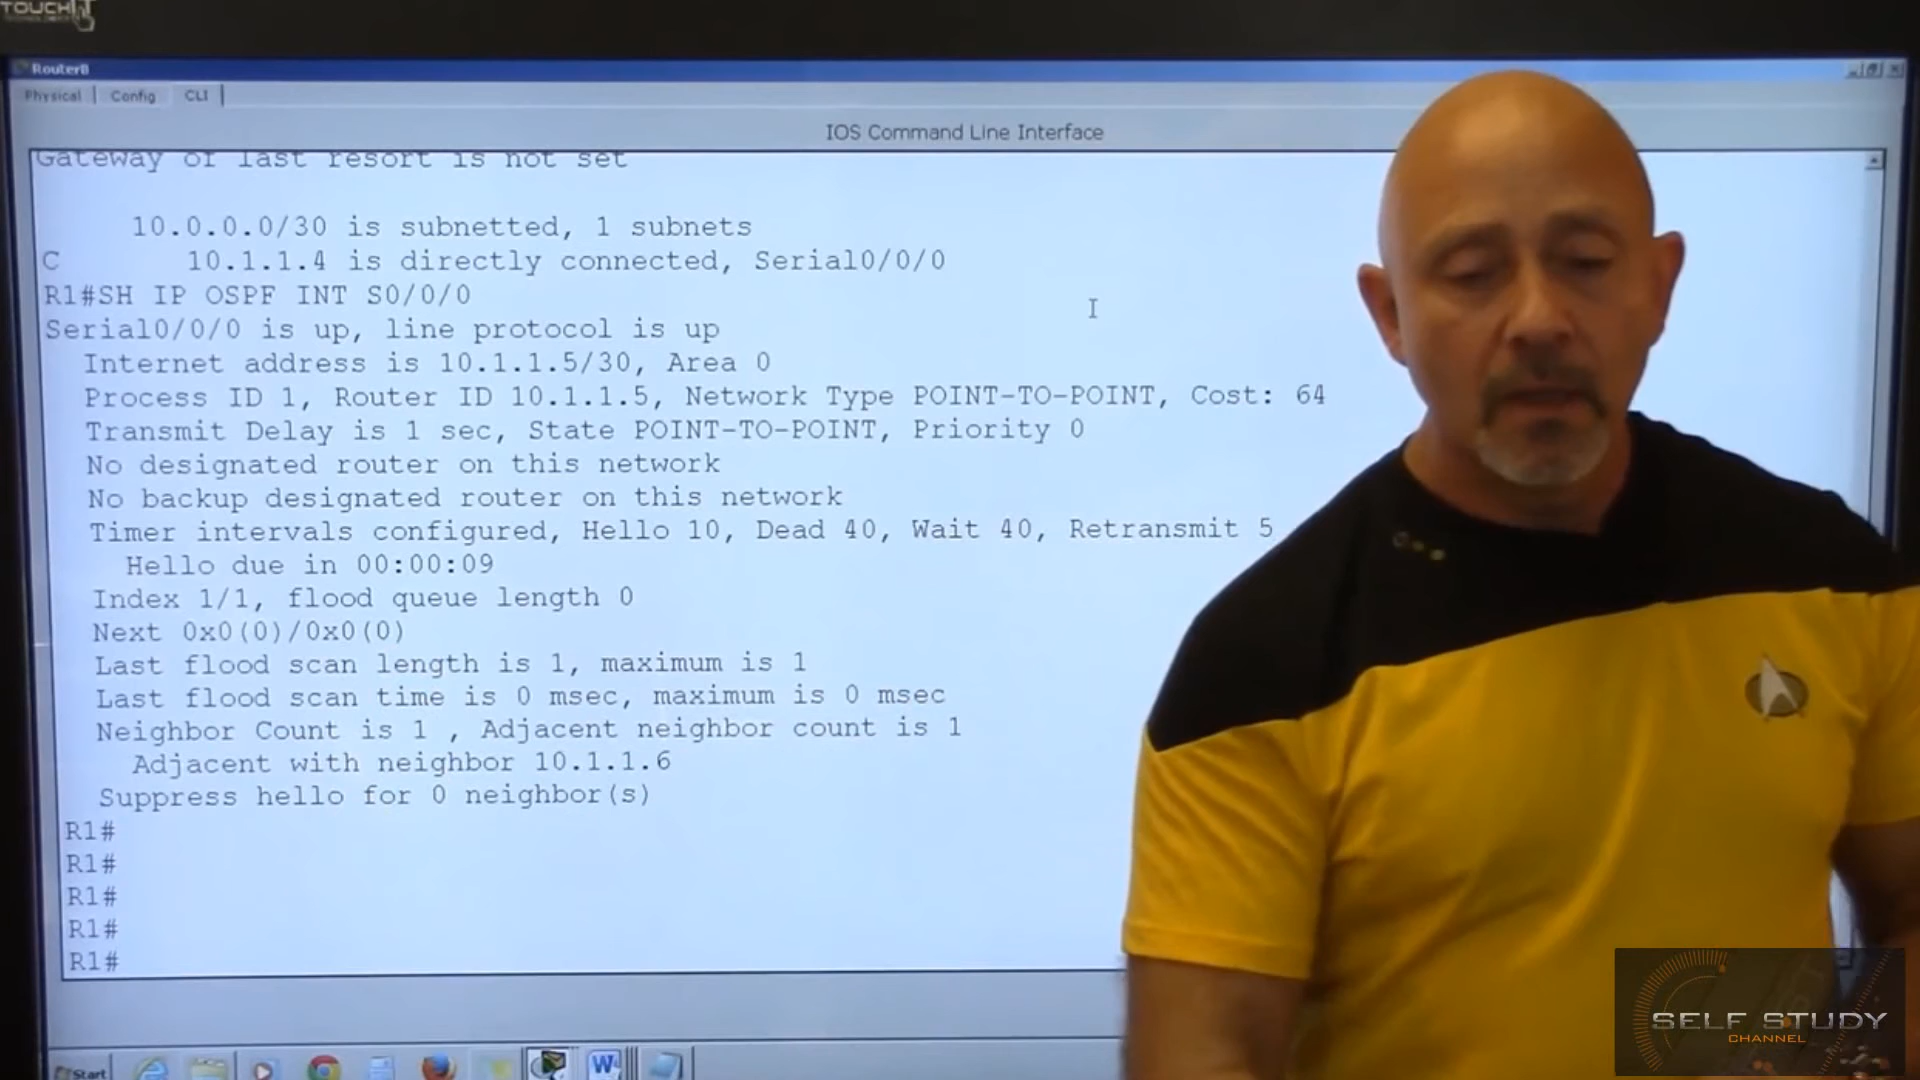 TOUCHIT
TECHNOLOGIES
Router0
Physical
Config
CLI
IOS Command Line Interface
Gateway of last resort is not set
10.0.0.0/30 is subnetted, 1 subnets
C 10.1.1.4 is directly connected, Serial0/0/0
R1#SH IP OSPF INT S0/0/0
Serial0/0/0 is up, line protocol is up
Internet address is 10.1.1.5/30, Area 0
Process ID 1, Router ID 10.1.1.5, Network Type POINT-TO-POINT, Cost: 64
Transmit Delay is 1 sec, State POINT-TO-POINT, Priority 0
No designated router on this network
No backup designated router on this network
Timer intervals configured, Hello 10, Dead 40, Wait 40, Retransmit 5
Hello due in 00:00:09
Index 1/1, flood queue length 0
Next 0x0(0)/0x0(0)
Last flood scan length is 1, maximum is 1
Last flood scan time is 0 msec, maximum is 0 msec
Neighbor Count is 1 , Adjacent neighbor count is 1
Adjacent with neighbor 10.1.1.6
Suppress hello for 0 neighbor(s)
R1#
R1#
R1#
R1#
R1#
Start
W
SELF STUDY
CHANNEL